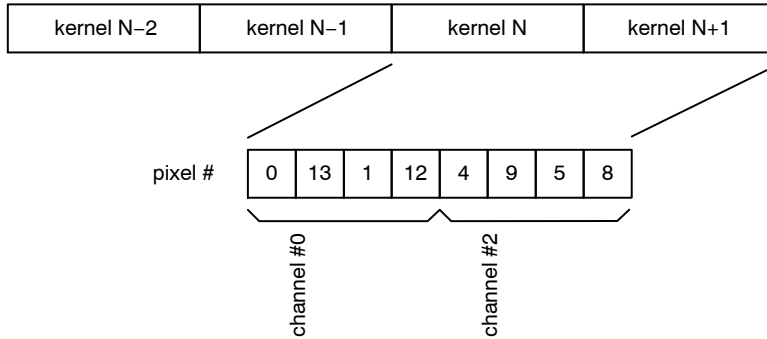 kernel N−2 kernel N−1 kernel N kernel N+1
pixel # 0 13 1 12 4 9 5 8
channel #0
channel #2